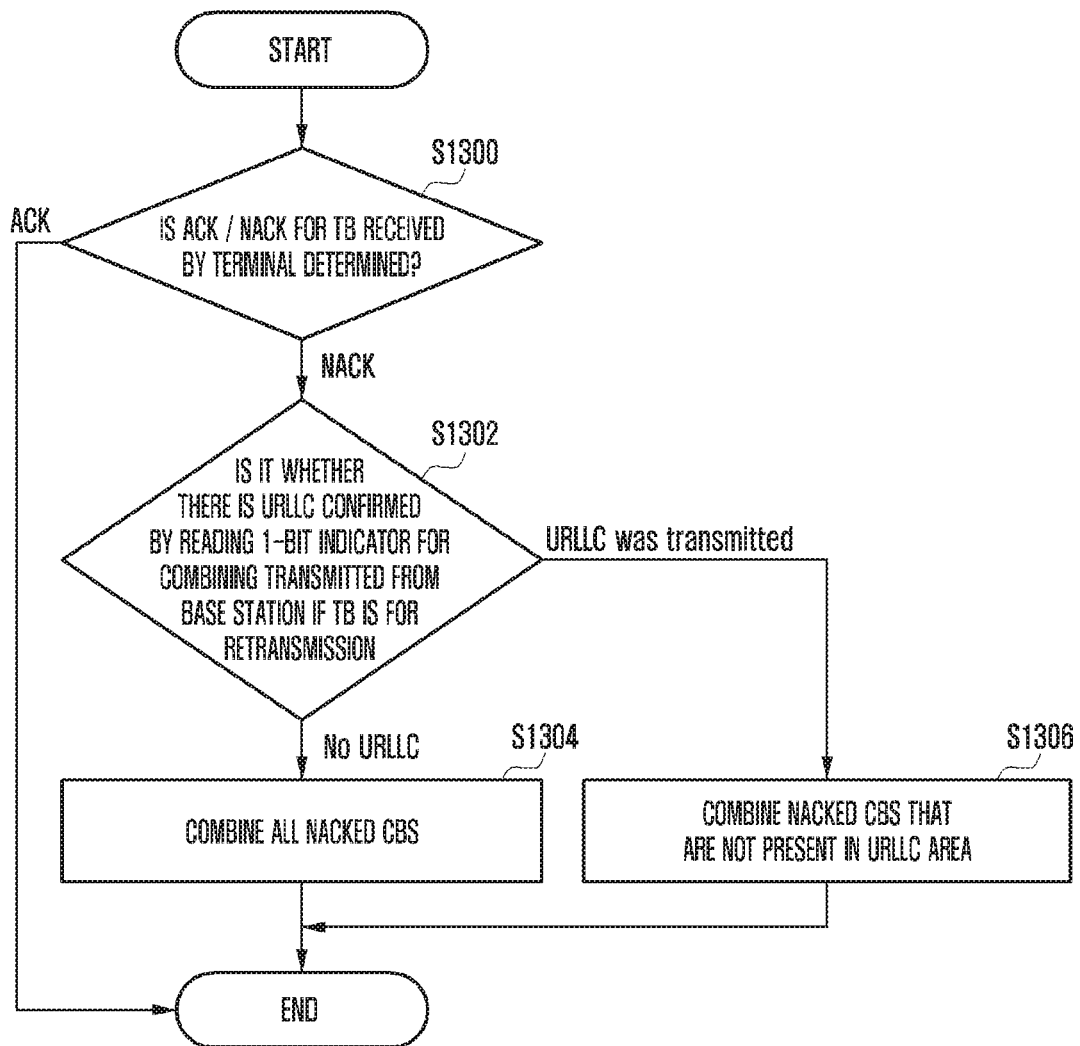 START
S1300
ACK
IS ACK / NACK FOR TB RECEIVED
BY TERMINAL DETERMINED?
NACK
S1302
IS IT WHETHER
THERE IS URLLC CONFIRMED
BY READING 1-BIT INDICATOR FOR
COMBINING TRANSMITTED FROM
BASE STATION IF TB IS FOR
RETRANSMISSION
URLLC was transmitted
No URLLC
S1304
S1306
COMBINE ALL NACKED CBS
COMBINE NACKED CBS THAT
ARE NOT PRESENT IN URLLC AREA
END